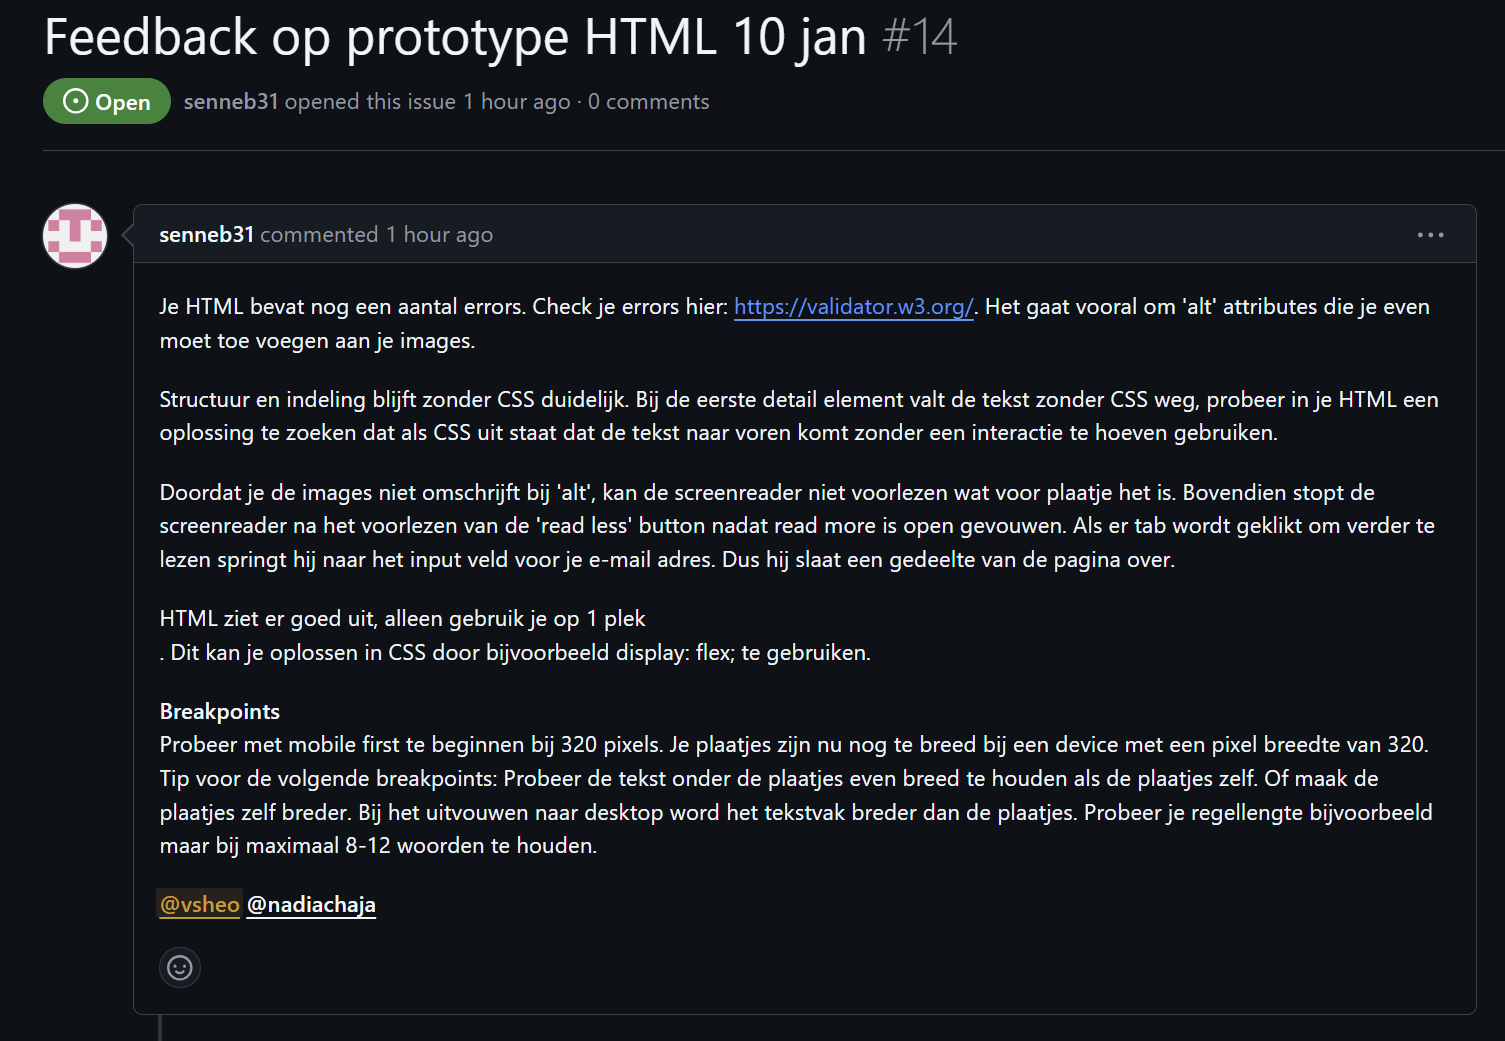 Feedback op prototype HTML 10 jan #14
Open
senneb31 opened this issue 1 hour ago · 0 comments
senneb31 commented 1 hour ago
Je HTML bevat nog een aantal errors. Check je errors hier: https://validator.w3.org/. Het gaat vooral om 'alt' attributes die je even
moet toe voegen aan je images.
Structuur en indeling blijft zonder CSS duidelijk. Bij de eerste detail element valt de tekst zonder CSS weg, probeer in je HTML een
oplossing te zoeken dat als CSS uit staat dat de tekst naar voren komt zonder een interactie te hoeven gebruiken.
Doordat je de images niet omschrijft bij 'alt', kan de screenreader niet voorlezen wat voor plaatje het is. Bovendien stopt de
screenreader na het voorlezen van de 'read less' button nadat read more is open gevouwen. Als er tab wordt geklikt om verder te
lezen springt hij naar het input veld voor je e-mail adres. Dus hij slaat een gedeelte van de pagina over.
HTML ziet er goed uit, alleen gebruik je op 1 plek
. Dit kan je oplossen in CSS door bijvoorbeeld display: flex; te gebruiken.
Breakpoints
Probeer met mobile first te beginnen bij 320 pixels. Je plaatjes zijn nu nog te breed bij een device met een pixel breedte van 320.
Tip voor de volgende breakpoints: Probeer de tekst onder de plaatjes even breed te houden als de plaatjes zelf. Of maak de
plaatjes zelf breder. Bij het uitvouwen naar desktop word het tekstvak breder dan de plaatjes. Probeer je regellengte bijvoorbeeld
maar bij maximaal 8-12 woorden te houden.
@vsheo @nadiachaja